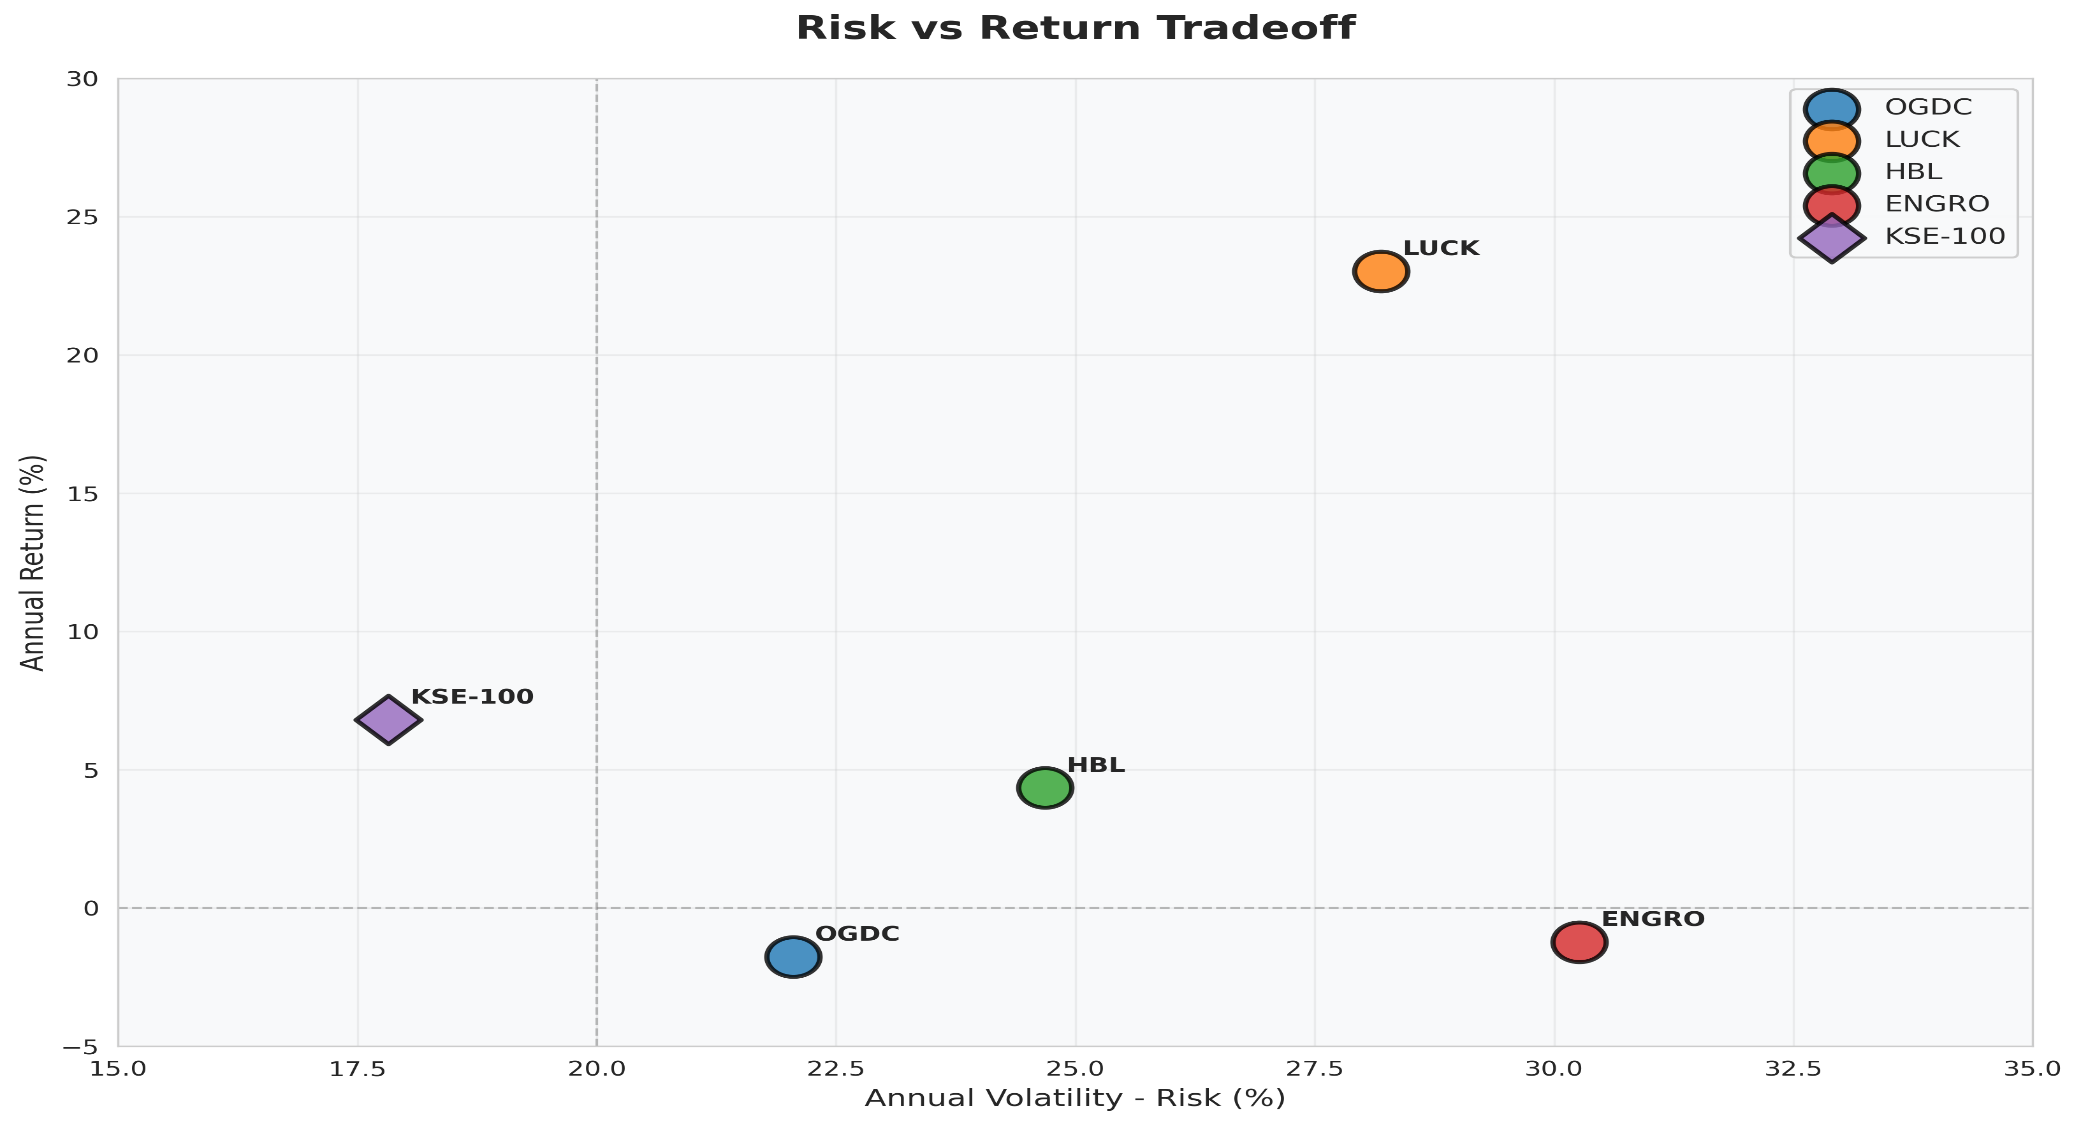 Risk vs Return Tradeoff
30
25
20
15
10
5
0
−5
Annual Return (%)
OGDC
LUCK
HBL
ENGRO
KSE-100
LUCK
KSE-100
HBL
OGDC
ENGRO
15.0 17.5 20.0 22.5 25.0 27.5 30.0 32.5 35.0
Annual Volatility - Risk (%)